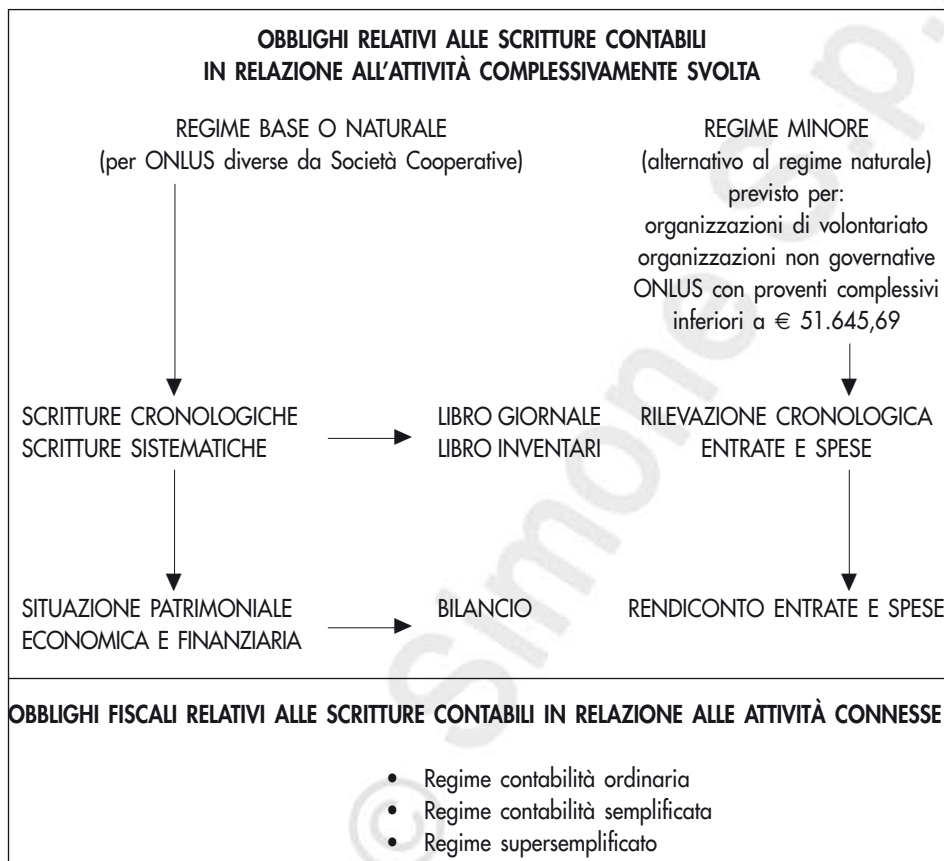 OBBLIGHI RELATIVI ALLE SCRITTURE CONTABILI
IN RELAZIONE ALL'ATTIVITÀ COMPLESSIVAMENTE SVOLTA
REGIME BASE O NATURALE
(per ONLUS diverse da Società Cooperative)
REGIME MINORE
(alternativo al regime naturale)
previsto per:
organizzazioni di volontariato
organizzazioni non governative
ONLUS con proventi complessivi
inferiori a € 51.645,69
SCRITTURE CRONOLOGICHE
SCRITTURE SISTEMATICHE
LIBRO GIORNALE
LIBRO INVENTARI
RILEVAZIONE CRONOLOGICA
ENTRATE E SPESE
SITUAZIONE PATRIMONIALE
ECONOMICA E FINANZIARIA
BILANCIO
RENDICONTO ENTRATE E SPESE
OBBLIGHI FISCALI RELATIVI ALLE SCRITTURE CONTABILI IN RELAZIONE ALLE ATTIVITÀ CONNESSE
• Regime contabilità ordinaria
• Regime contabilità semplificata
• Regime supersemplificato
© Simone S.p.